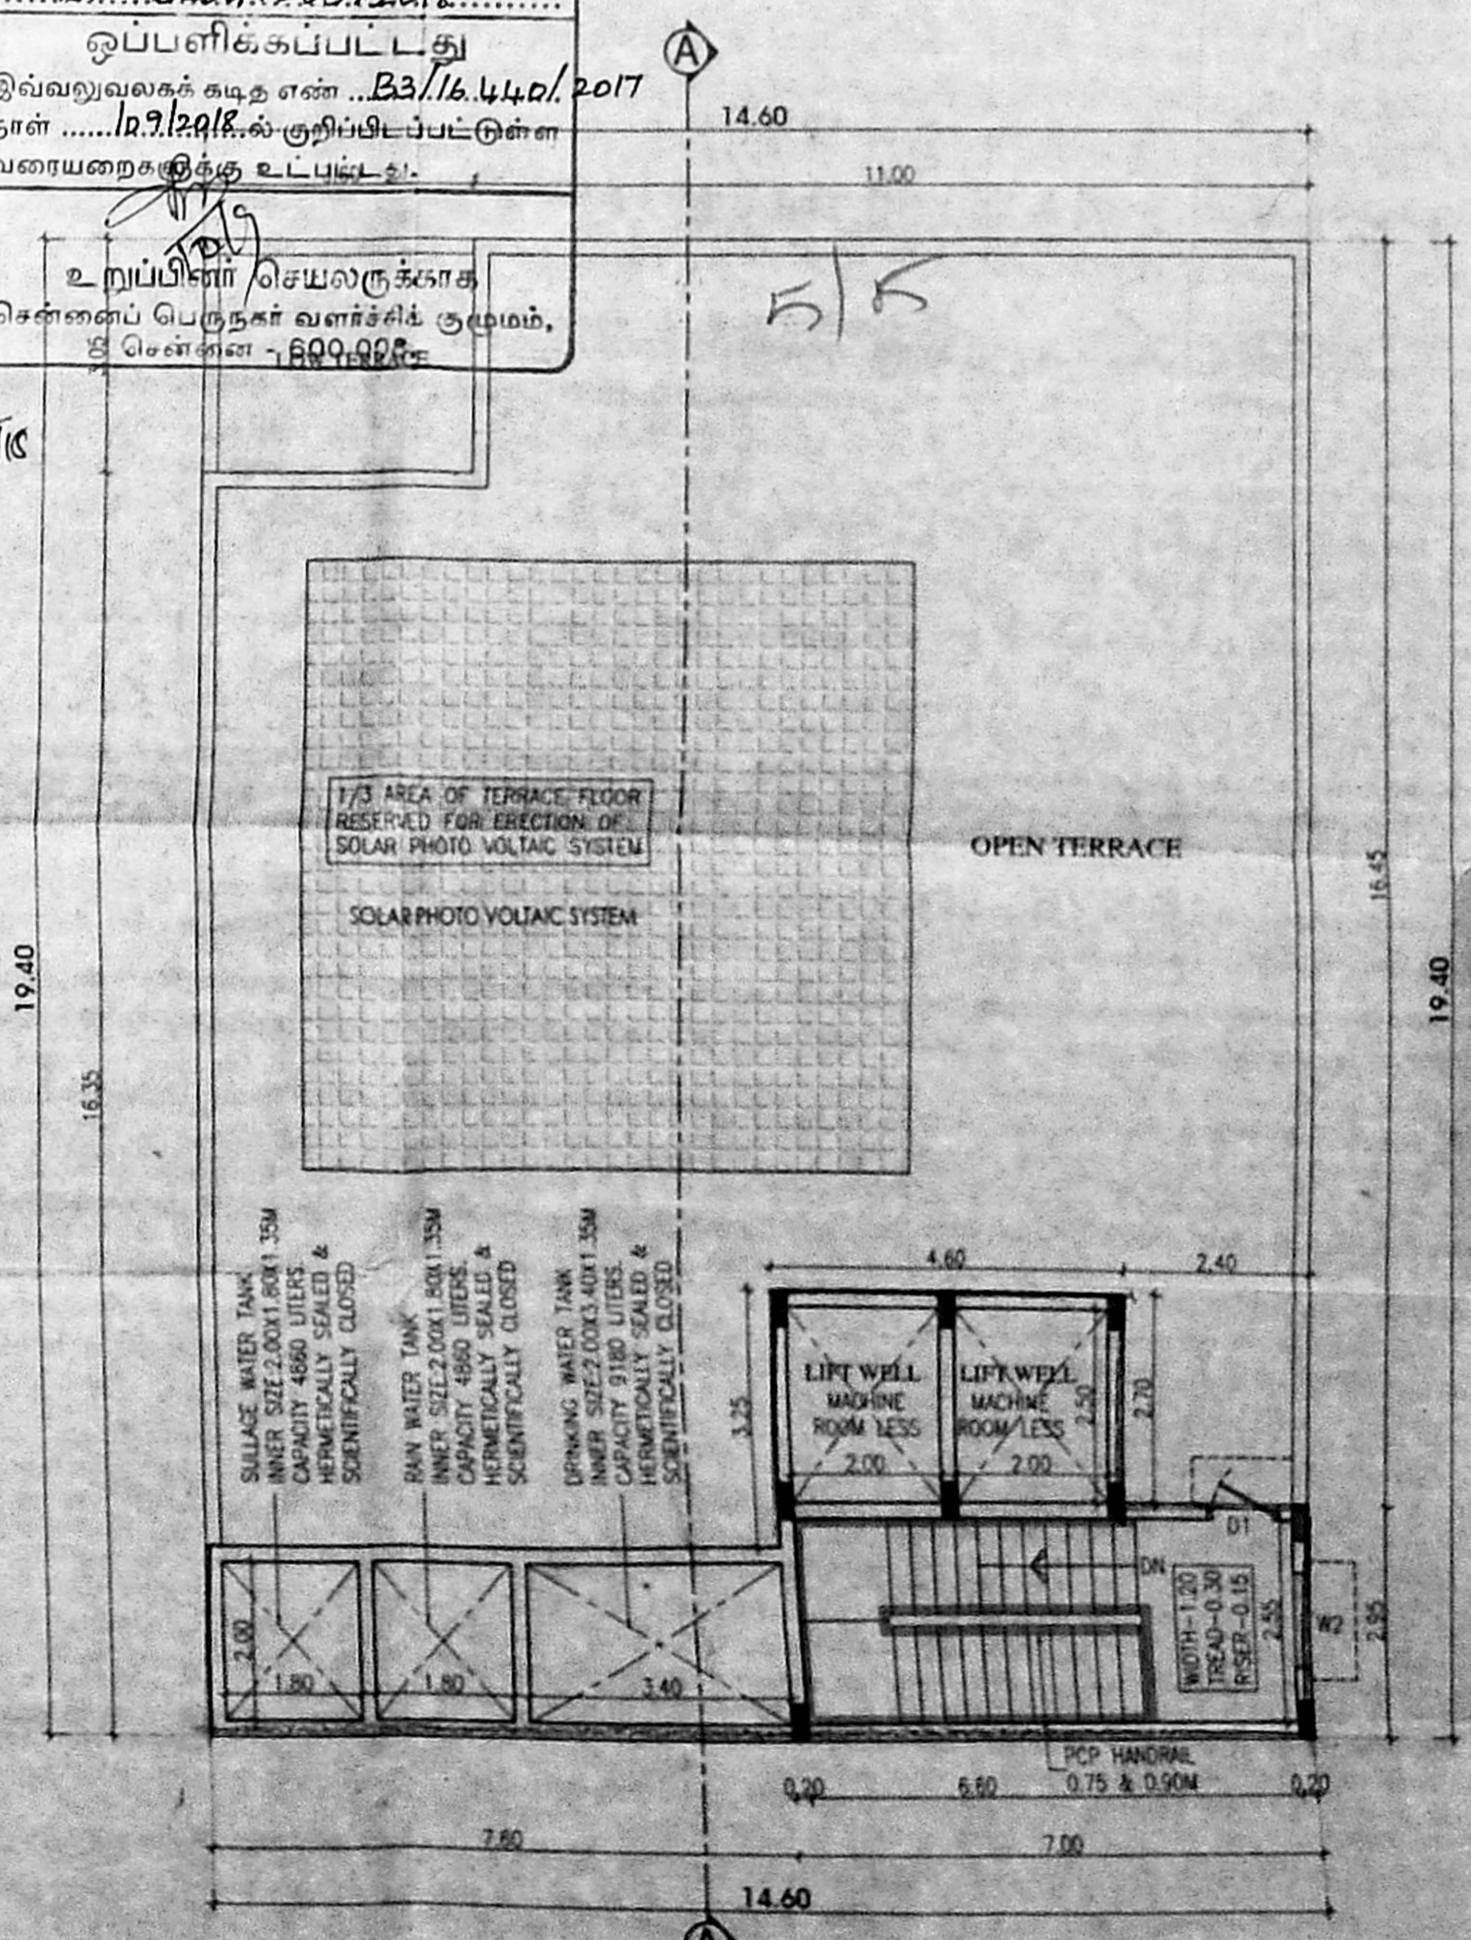 ஒப்பளிக்கப்பட்டது
இவ்வலுவலகக் கடித எண் ...B3/16440/2017
நாள் ......10.9/2018..ல் குறிப்பிடப்பட்டுள்ள
வரையறைகளுக்கு உட்பட்டது.
உறுப்பினர் செயலருக்காக
சென்னைப் பெருநகர் வளர்ச்சிக் குழுமம்,
சென்னை - 600 008.
A
14.60
11.00
LOW TERRACE
5/5
1/3 AREA OF TERRACE FLOOR
RESERVED FOR ERECTION OF
SOLAR PHOTO VOLTAIC SYSTEM
SOLAR PHOTO VOLTAIC SYSTEM
OPEN TERRACE
19.40
16.35
16.45
19.40
SULLAGE WATER TANK
INNER SIZE:2.00X1.80X1.35M
CAPACITY 4860 LITERS.
HERMETICALLY SEALED &
SCIENTIFICALLY CLOSED
RAIN WATER TANK
INNER SIZE:2.00X1.80X1.35M
CAPACITY 4860 LITERS.
HERMETICALLY SEALED &
SCIENTIFICALLY CLOSED
DRINKING WATER TANK
INNER SIZE:2.00X3.40X1.35M
CAPACITY 9180 LITERS.
HERMETICALLY SEALED &
SCIENTIFICALLY CLOSED
4.60
2.40
3.25
LIFT WELL
MACHINE
ROOM LESS
2.00
LIFT WELL
MACHINE
ROOM LESS
2.00
2.50
2.70
D1
DN
WIDTH-1.20
TREAD-0.30
RISER-0.15
2.55
W2
2.95
2.00
1.80
1.80
3.40
PCP HANDRAIL
0.75 & 0.90M
0.20
6.60
0.20
7.60
7.00
14.60
A